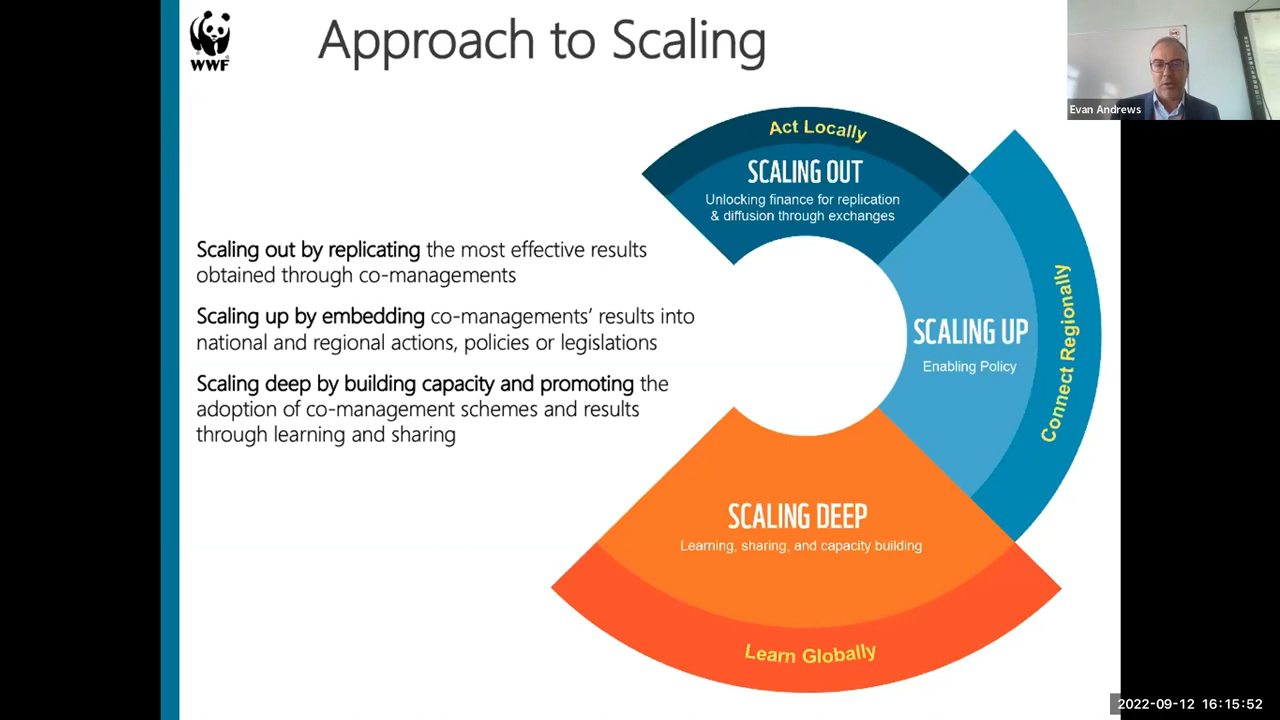 Approach to Scaling
WWF
Evan Andrews
Act Locally
SCALING OUT
Unlocking finance for replication
& diffusion through exchanges
Scaling out by replicating the most effective results
obtained through co-managements
Scaling up by embedding co-managements’ results into
national and regional actions, policies or legislations
Scaling deep by building capacity and promoting the
adoption of co-management schemes and results
through learning and sharing
SCALING UP
Enabling Policy
Connect Regionally
SCALING DEEP
Learning, sharing, and capacity building
Learn Globally
2022-09-12 16:15:52